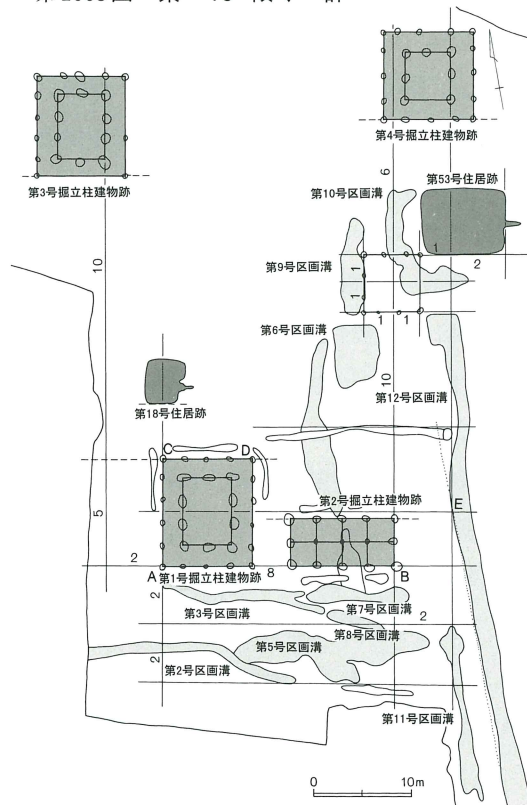 第4号掘立柱建物跡
第3号掘立柱建物跡
6
第53号住居跡
第10号区画溝
1
2
10
第9号区画溝
1
1
1
1
第6号区画溝
10
第12号区画溝
第18号住居跡
C
D
第2号掘立柱建物跡
E
5
2
A
第1号掘立柱建物跡
8
B
2
第3号区画溝
第7号区画溝
2
第8号区画溝
第5号区画溝
2
第2号区画溝
第11号区画溝
0
10m